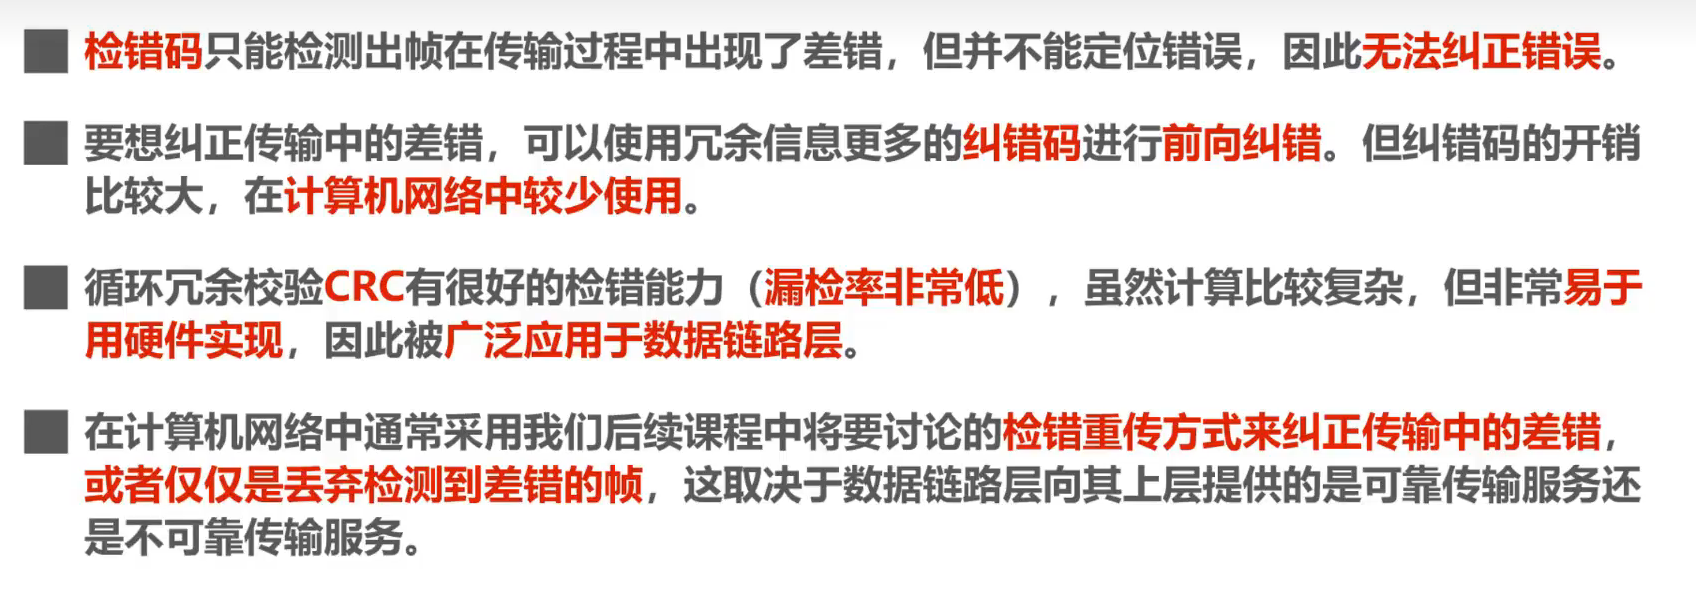 检错码只能检测出帧在传输过程中出现了差错，但并不能定位错误，因此无法纠正错误。
要想纠正传输中的差错，可以使用冗余信息更多的纠错码进行前向纠错。但纠错码的开销
比较大，在计算机网络中较少使用。
循环冗余校验CRC有很好的检错能力（漏检率非常低），虽然计算比较复杂，但非常易于
用硬件实现，因此被广泛应用于数据链路层。
在计算机网络中通常采用我们后续课程中将要讨论的检错重传方式来纠正传输中的差错，
或者仅仅是丢弃检测到差错的帧，这取决于数据链路层向其上层提供的是可靠传输服务还
是不可靠传输服务。